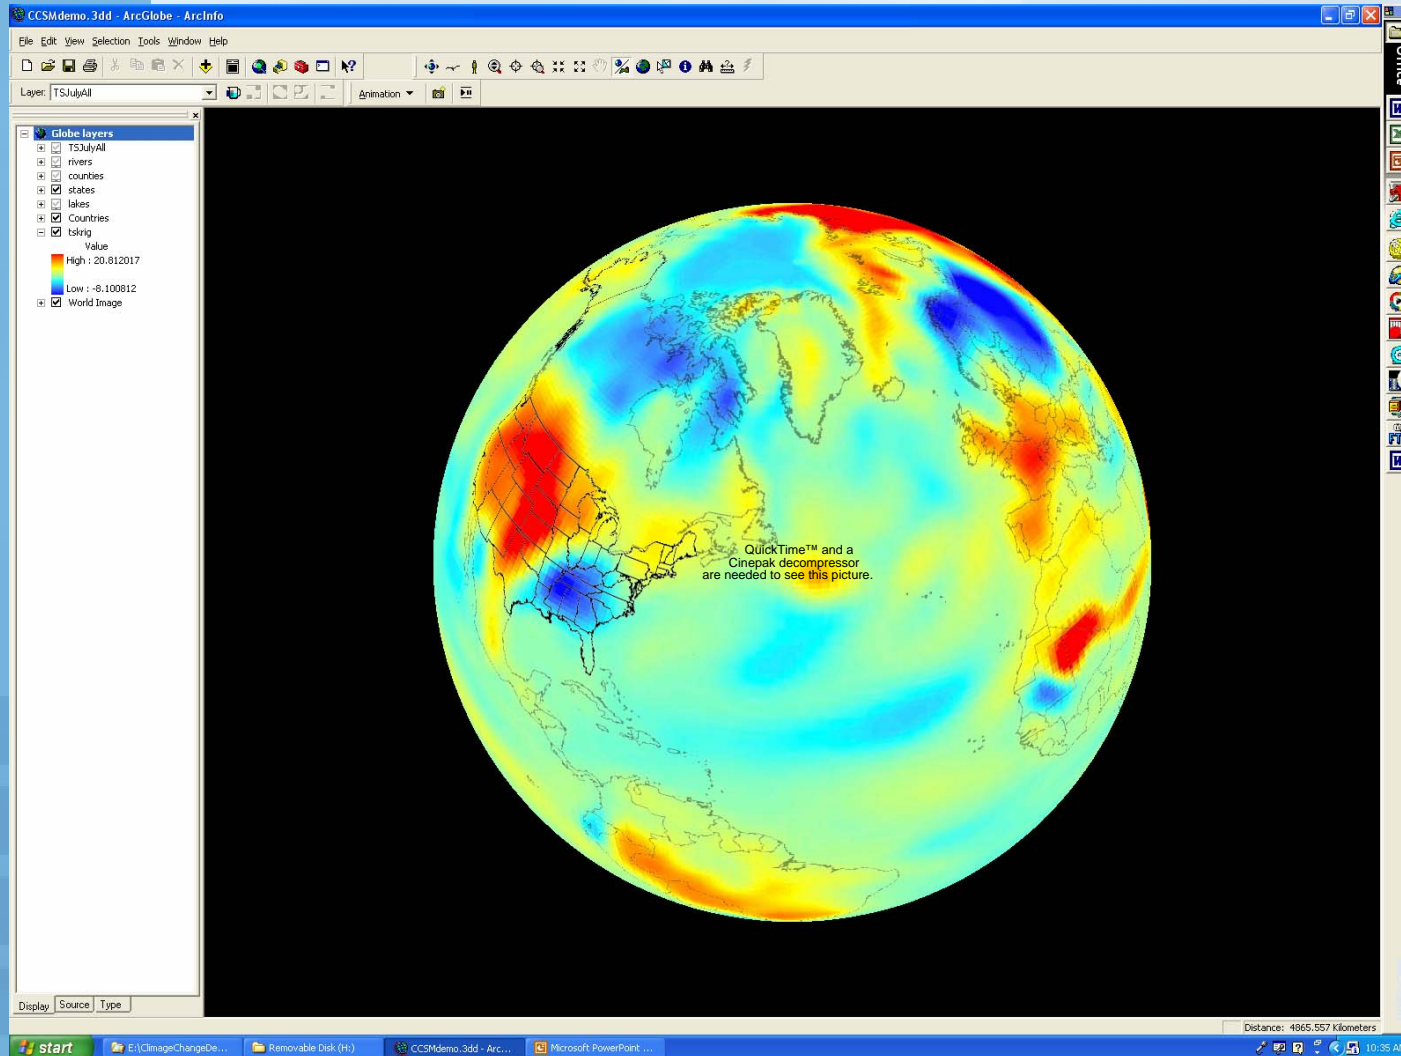 CCSMdemo.3dd - ArcGlobe - ArcInfo
File Edit View Selection Tools Window Help
Layer: TSJulyAll
Animation
Globe layers
TSJulyAll
rivers
counties
states
lakes
Countries
tskrig
Value
High : 20.812017
Low : -8.100812
World Image
QuickTime™ and a
Cinepak decompressor
are needed to see this picture.
Display Source Type
Distance: 4865.557 Kilometers
start E:\ClimageChangeDe... Removable Disk (H:) CCSMdemo.3dd - Arc... Microsoft PowerPoint ... 10:35 AM